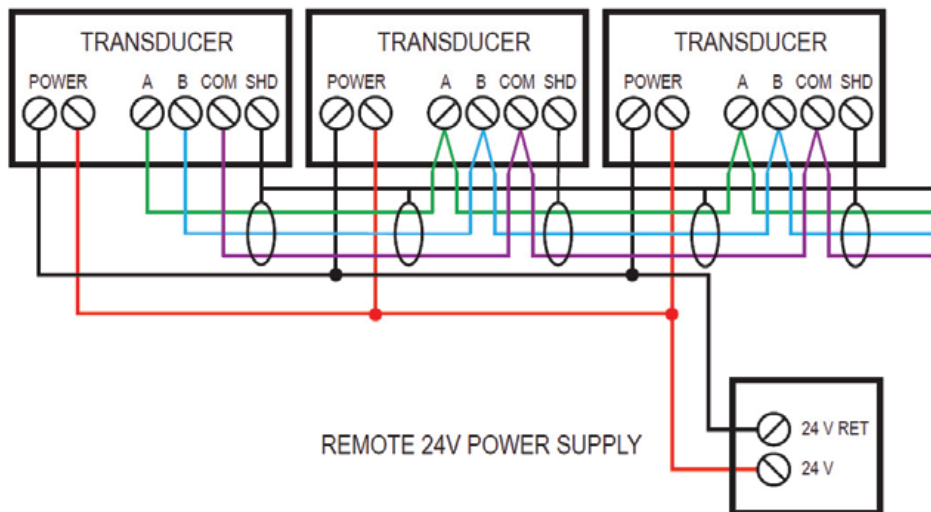 TRANSDUCER
POWER A B COM SHD
TRANSDUCER
POWER A B COM SHD
TRANSDUCER
POWER A B COM SHD
REMOTE 24V POWER SUPPLY
24 V RET
24 V